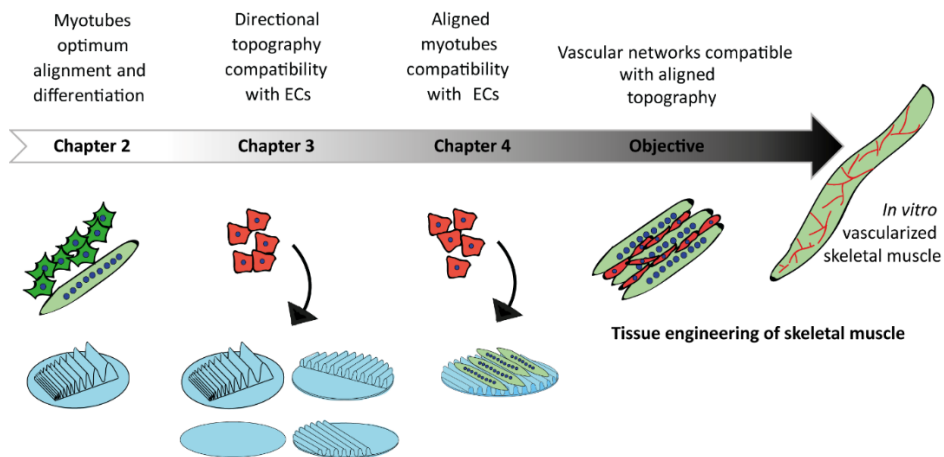 Myotubes
optimum
alignment and
differentiation
Directional
topography
compatibility
with ECs
Aligned
myotubes
compatibility
with ECs
Vascular networks compatible
with aligned
topography
Chapter 2
Chapter 3
Chapter 4
Objective
In vitro
vascularized
skeletal muscle
Tissue engineering of skeletal muscle